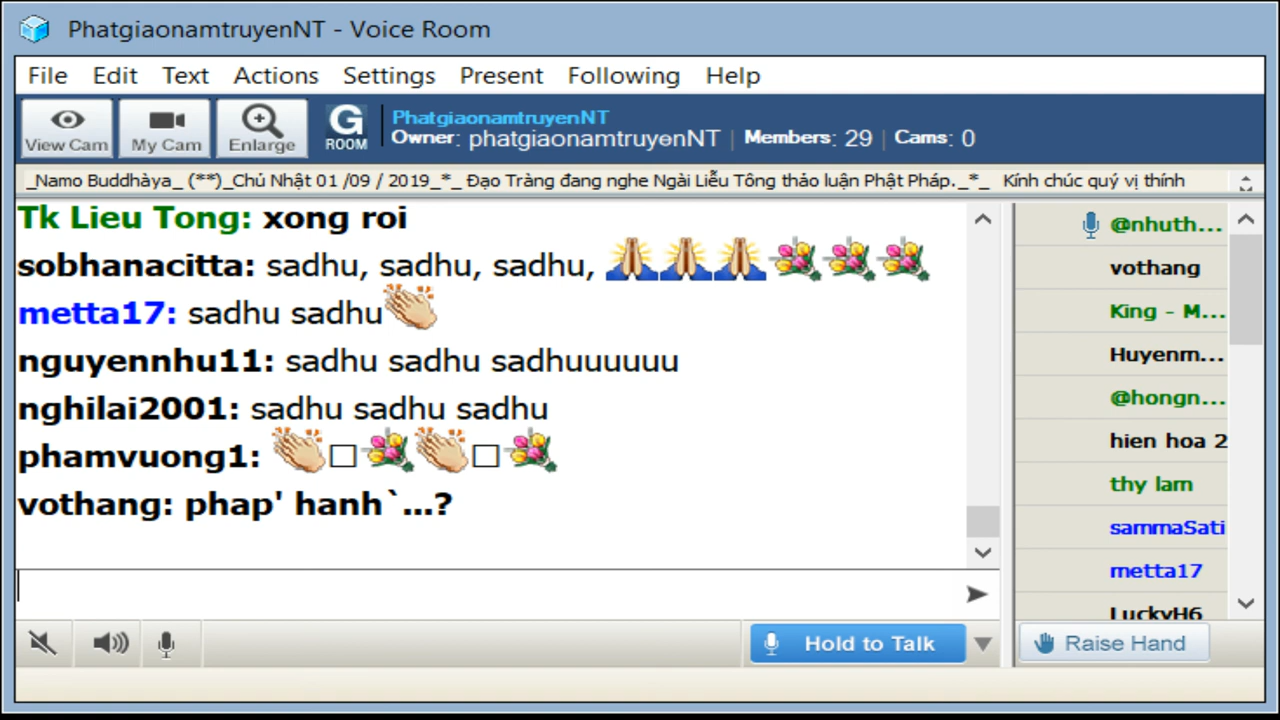 PhatgiaonamtruyenNT - Voice Room
File Edit Text Actions Settings Present Following Help
View Cam My Cam Enlarge G ROOM
PhatgiaonamtruyenNT
Owner: phatgiaonamtruyenNT | Members: 29 | Cams: 0
_Namo Buddhàya_ (**)_Chủ Nhật 01 /09 / 2019_*_ Đạo Tràng đang nghe Ngài Liễu Tông thảo luận Phật Pháp._*_ Kính chúc quý vị thính
Tk Lieu Tong: xong roi
sobhanacitta: sadhu, sadhu, sadhu, 🙏🙏🙏💐💐💐
metta17: sadhu sadhu👏
nguyennhu11: sadhu sadhu sadhuuuuuu
nghilai2001: sadhu sadhu sadhu
phamvuong1: 👏□💐👏□💐
vothang: phap' hanh`...?
@nhuth...
vothang
King - M...
Huyenm...
@hongn...
hien hoa 2
thy lam
sammaSati
metta17
LuckyH6
Hold to Talk
Raise Hand